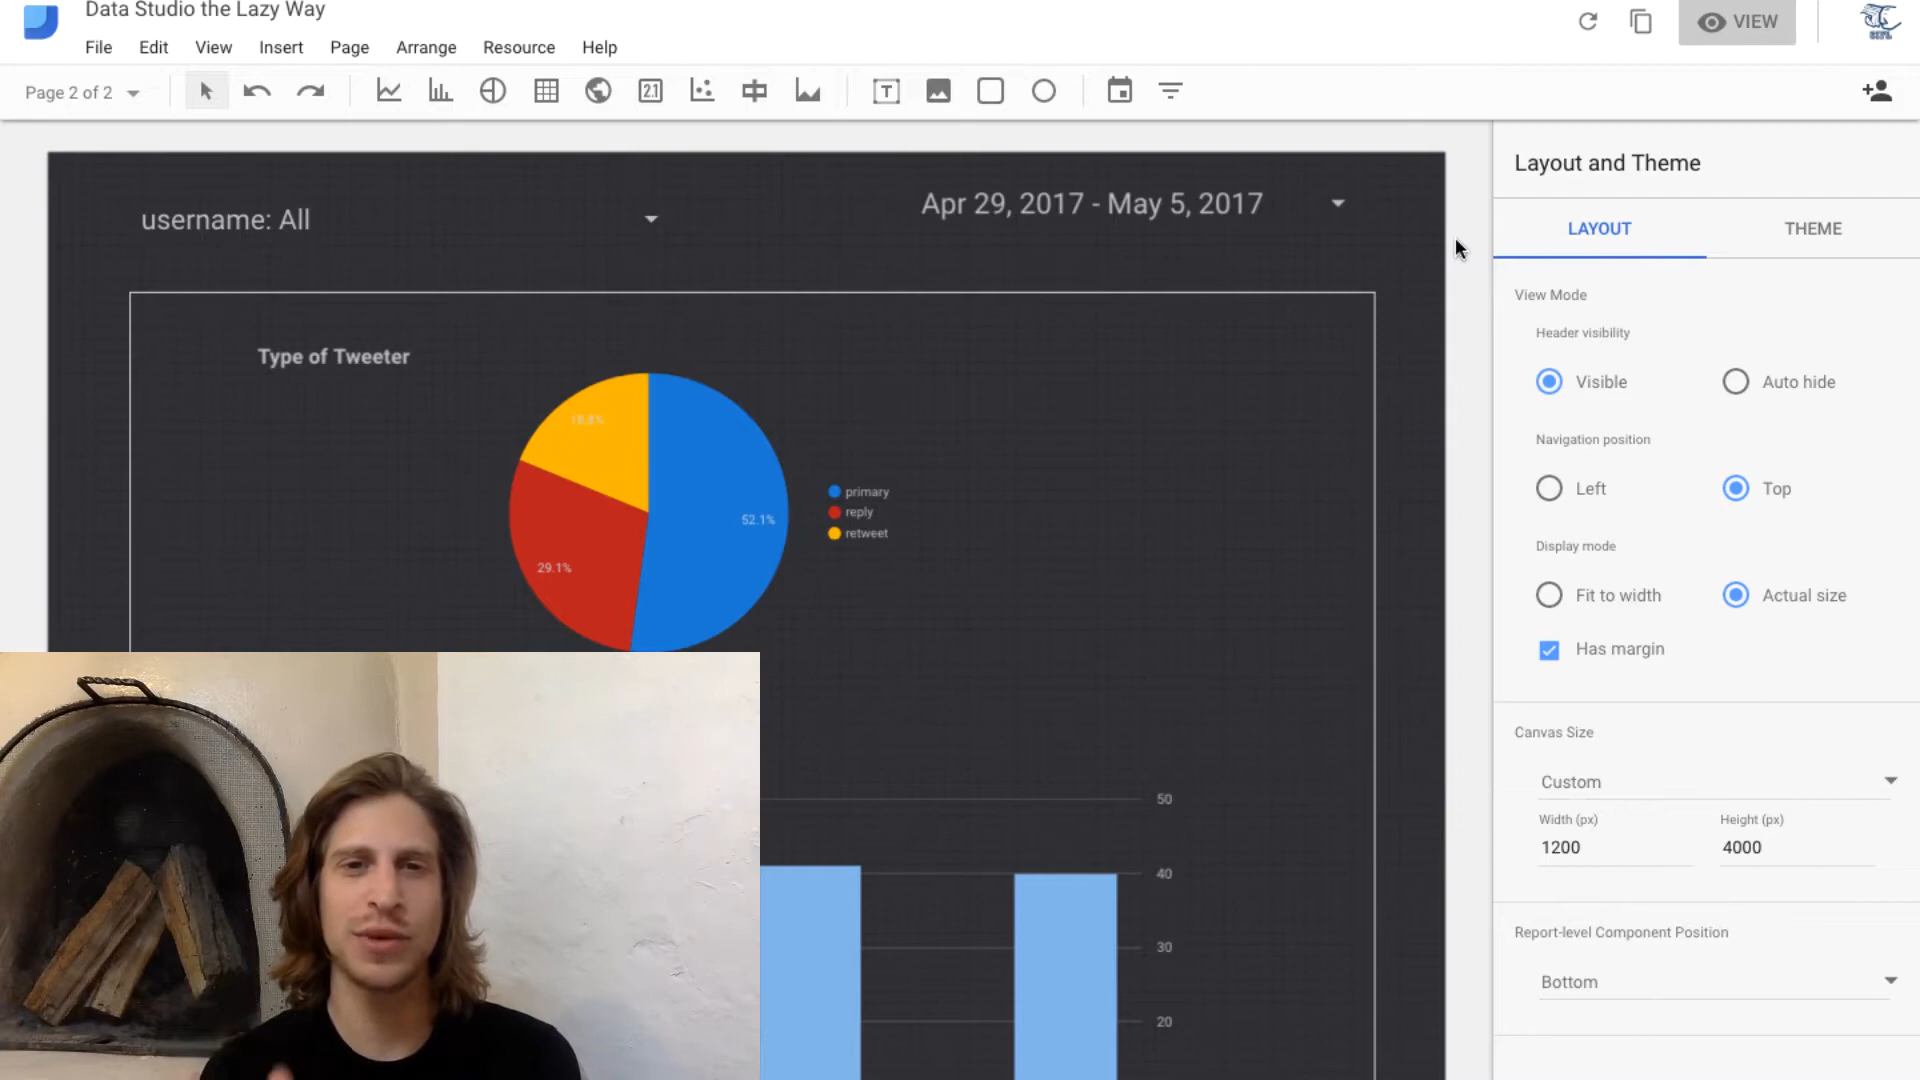 Data Studio the Lazy Way
File Edit View Insert Page Arrange Resource Help
VIEW
Page 2 of 2
Layout and Theme
LAYOUT THEME
username: All
Apr 29, 2017 - May 5, 2017
View Mode
Header visibility
Visible Auto hide
Type of Tweeter
18.8%
52.1%
29.1%
primary
reply
retweet
Navigation position
Left Top
Display mode
Fit to width Actual size
Has margin
Canvas Size
Custom
Width (px) Height (px)
1200 4000
Report-level Component Position
Bottom
50
40
30
20